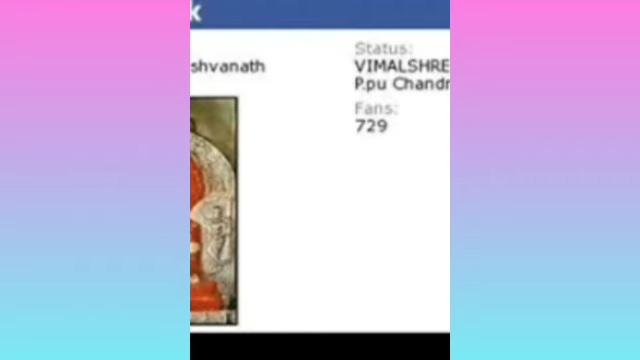 k
shvanath
Status:
VIMALSHRE
P.pu Chandr
Fans:
729